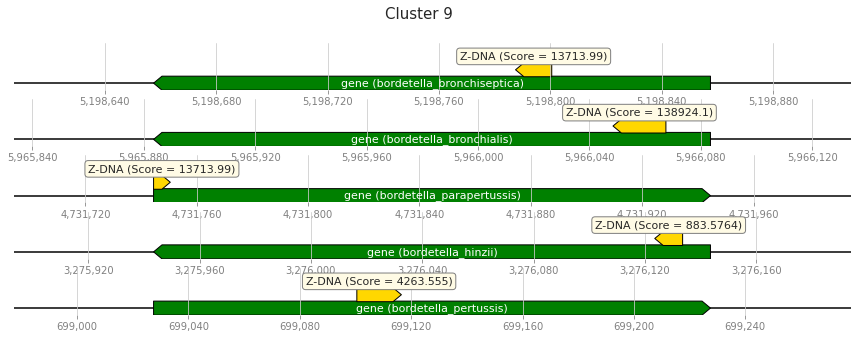 Cluster 9
Z-DNA (Score = 13713.99)
gene (bordetella_bronchiseptica)
5,198,640 5,198,680 5,198,720 5,198,760 5,198,800 5,198,840 5,198,880
Z-DNA (Score = 138924.1)
gene (bordetella_bronchialis)
5,965,840 5,965,880 5,965,920 5,965,960 5,966,000 5,966,040 5,966,080 5,966,120
Z-DNA (Score = 13713.99)
gene (bordetella_parapertussis)
4,731,720 4,731,760 4,731,800 4,731,840 4,731,880 4,731,920 4,731,960
Z-DNA (Score = 883.5764)
gene (bordetella_hinzii)
3,275,920 3,275,960 3,276,000 3,276,040 3,276,080 3,276,120 3,276,160
Z-DNA (Score = 4263.555)
gene (bordetella_pertussis)
699,000 699,040 699,080 699,120 699,160 699,200 699,240